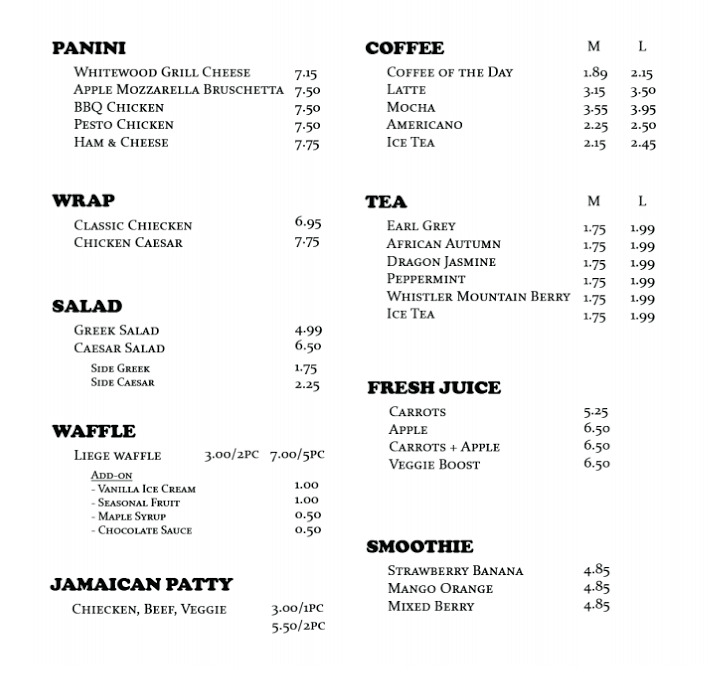 PANINI
WHITEWOOD GRILL CHEESE 7.15
APPLE MOZZARELLA BRUSCHETTA 7.50
BBQ CHICKEN 7.50
PESTO CHICKEN 7.50
HAM & CHEESE 7.75
WRAP
CLASSIC CHIECKEN 6.95
CHICKEN CAESAR 7.75
SALAD
GREEK SALAD 4.99
CAESAR SALAD 6.50
SIDE GREEK 1.75
SIDE CAESAR 2.25
WAFFLE
LIEGE WAFFLE 3.00/2PC 7.00/5PC
ADD-ON
- VANILLA ICE CREAM 1.00
- SEASONAL FRUIT 1.00
- MAPLE SYRUP 0.50
- CHOCOLATE SAUCE 0.50
JAMAICAN PATTY
CHIECKEN, BEEF, VEGGIE 3.00/1PC
5.50/2PC
COFFEE M L
COFFEE OF THE DAY 1.89 2.15
LATTE 3.15 3.50
MOCHA 3.55 3.95
AMERICANO 2.25 2.50
ICE TEA 2.15 2.45
TEA M L
EARL GREY 1.75 1.99
AFRICAN AUTUMN 1.75 1.99
DRAGON JASMINE 1.75 1.99
PEPPERMINT 1.75 1.99
WHISTLER MOUNTAIN BERRY 1.75 1.99
ICE TEA 1.75 1.99
FRESH JUICE
CARROTS 5.25
APPLE 6.50
CARROTS + APPLE 6.50
VEGGIE BOOST 6.50
SMOOTHIE
STRAWBERRY BANANA 4.85
MANGO ORANGE 4.85
MIXED BERRY 4.85